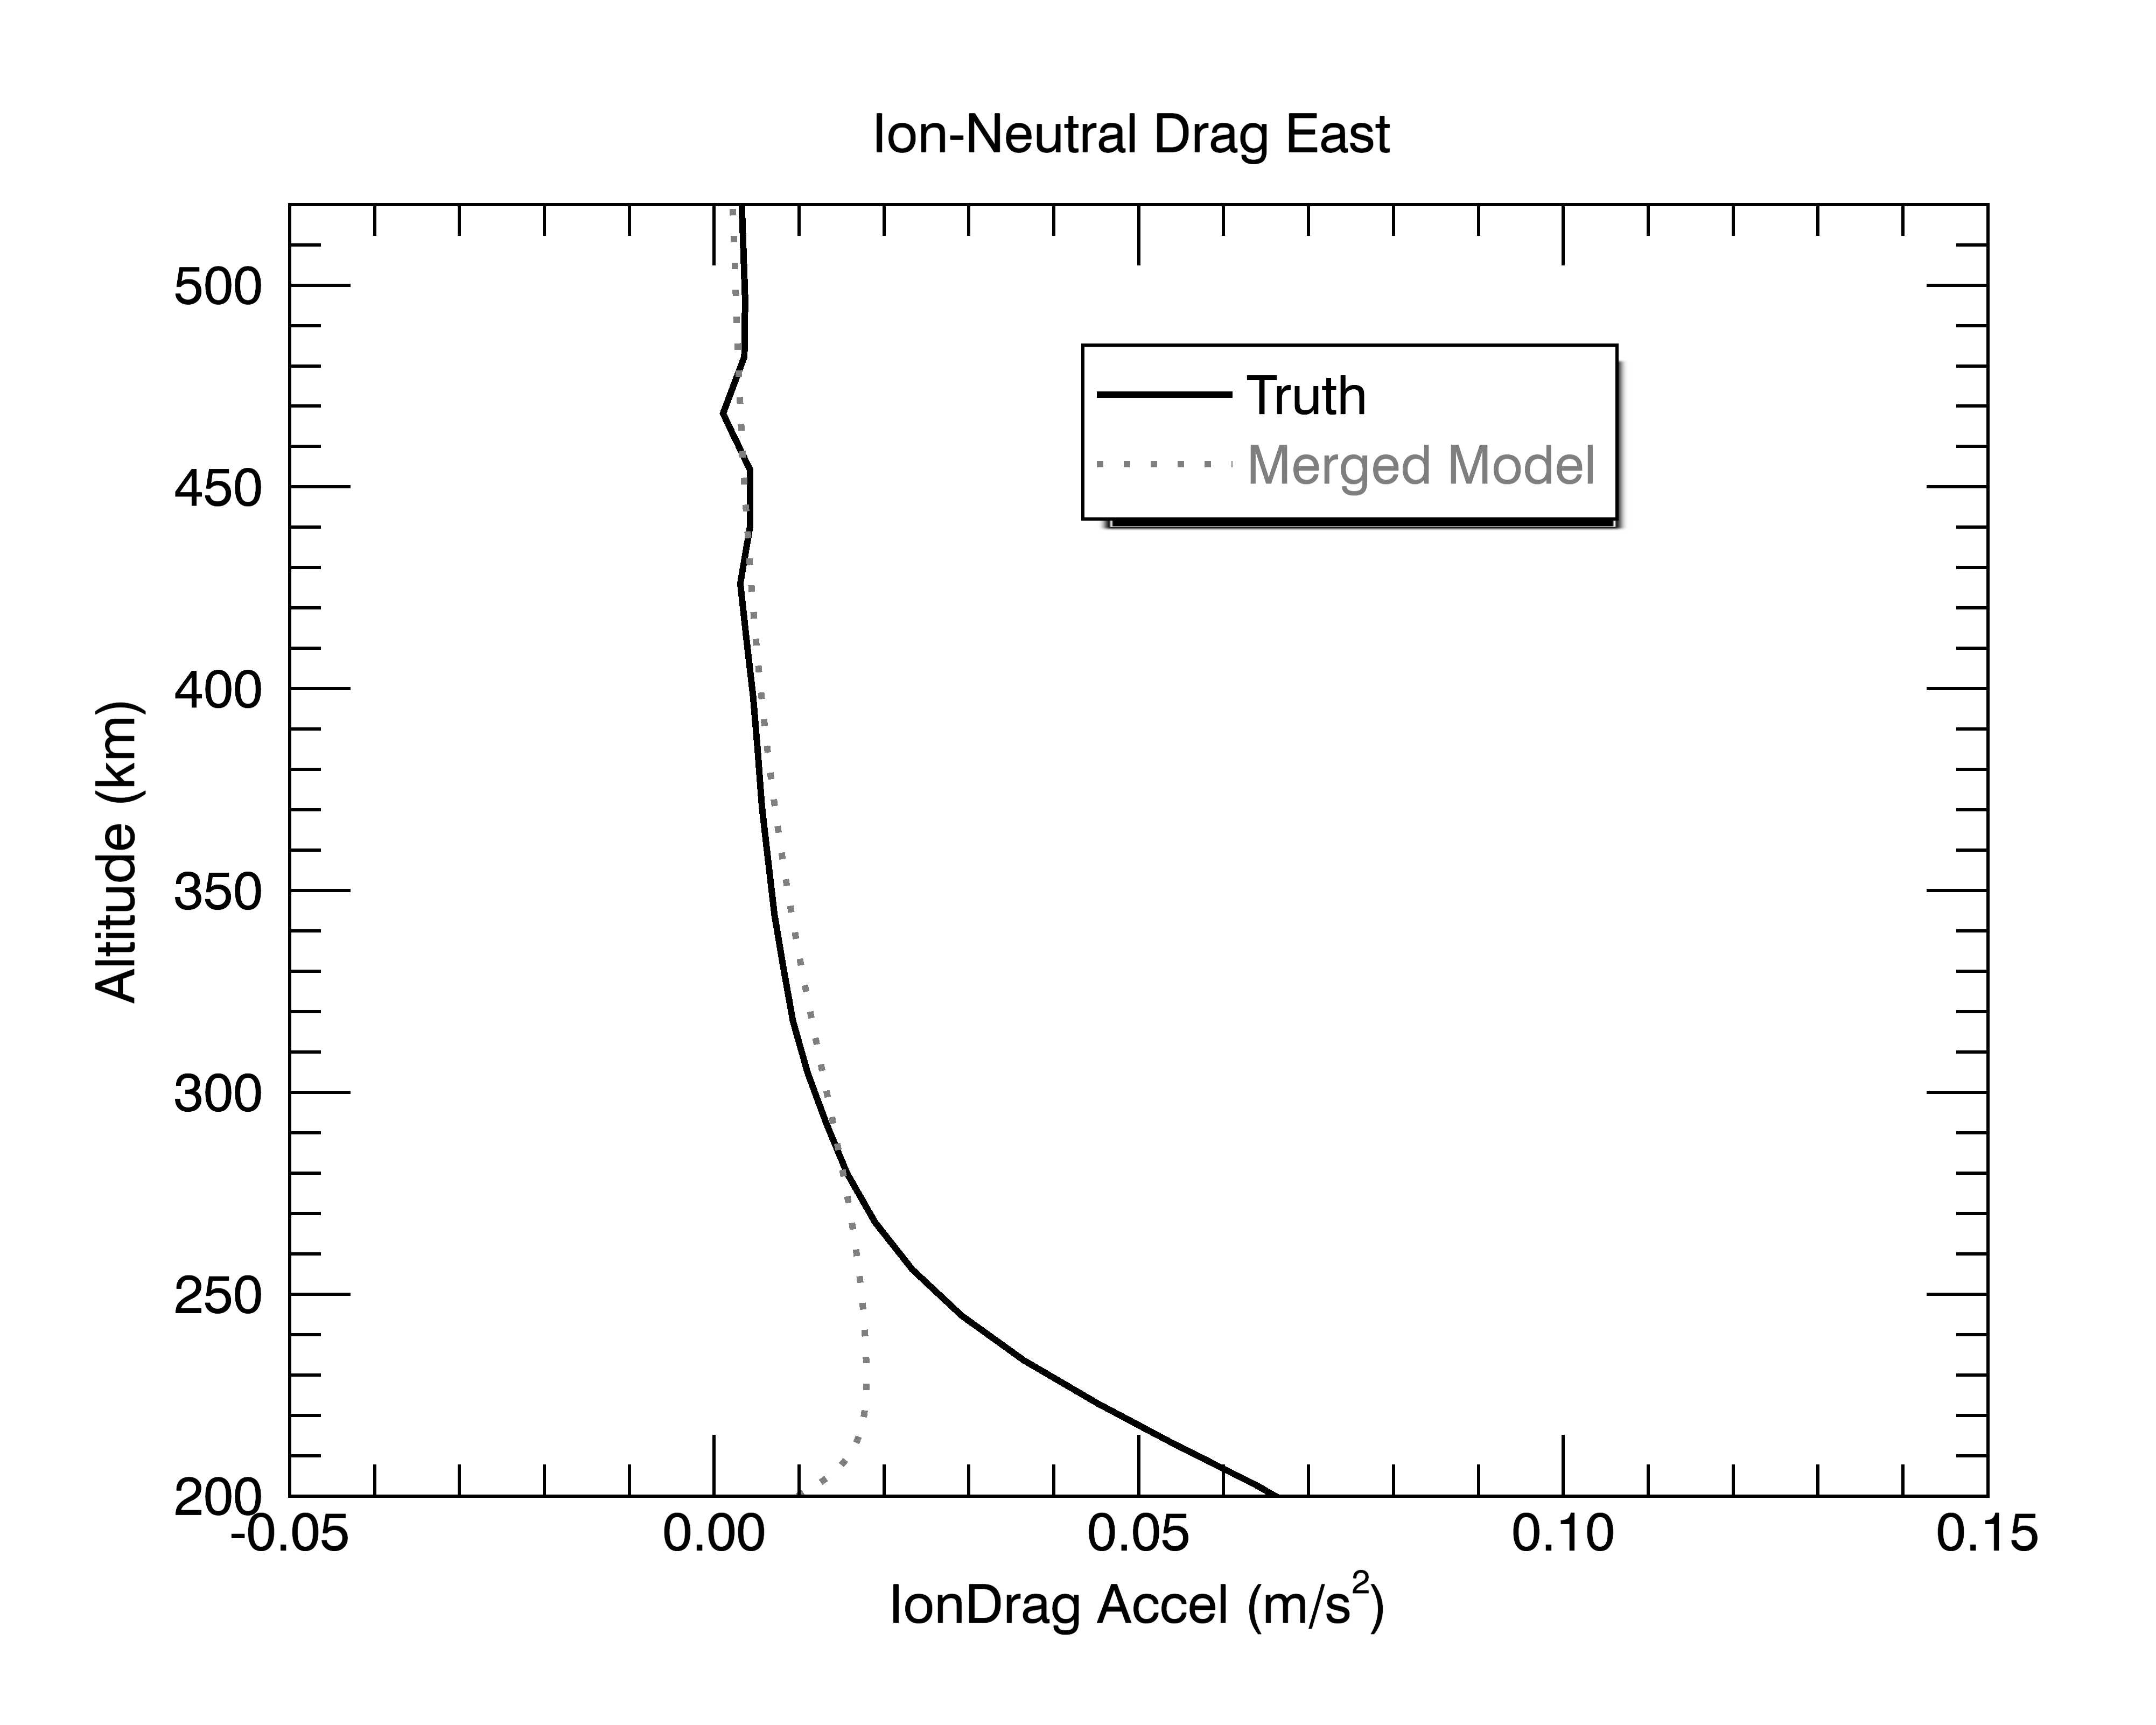 Ion-Neutral Drag East
500
450
400
350
300
250
200
Altitude (km)
Truth
Merged Model
-0.05
0.00
0.05
0.10
0.15
IonDrag Accel (m/s²)